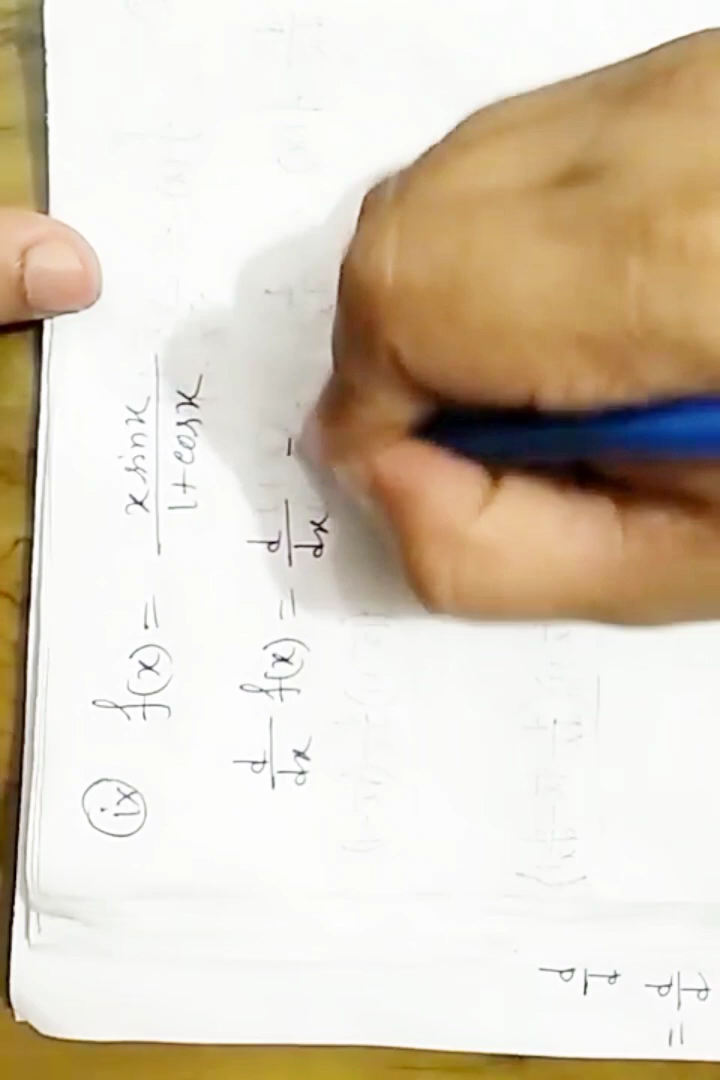 (ix) f(x) = x sinx / 1+cosx
d/dx f(x) = d/dx